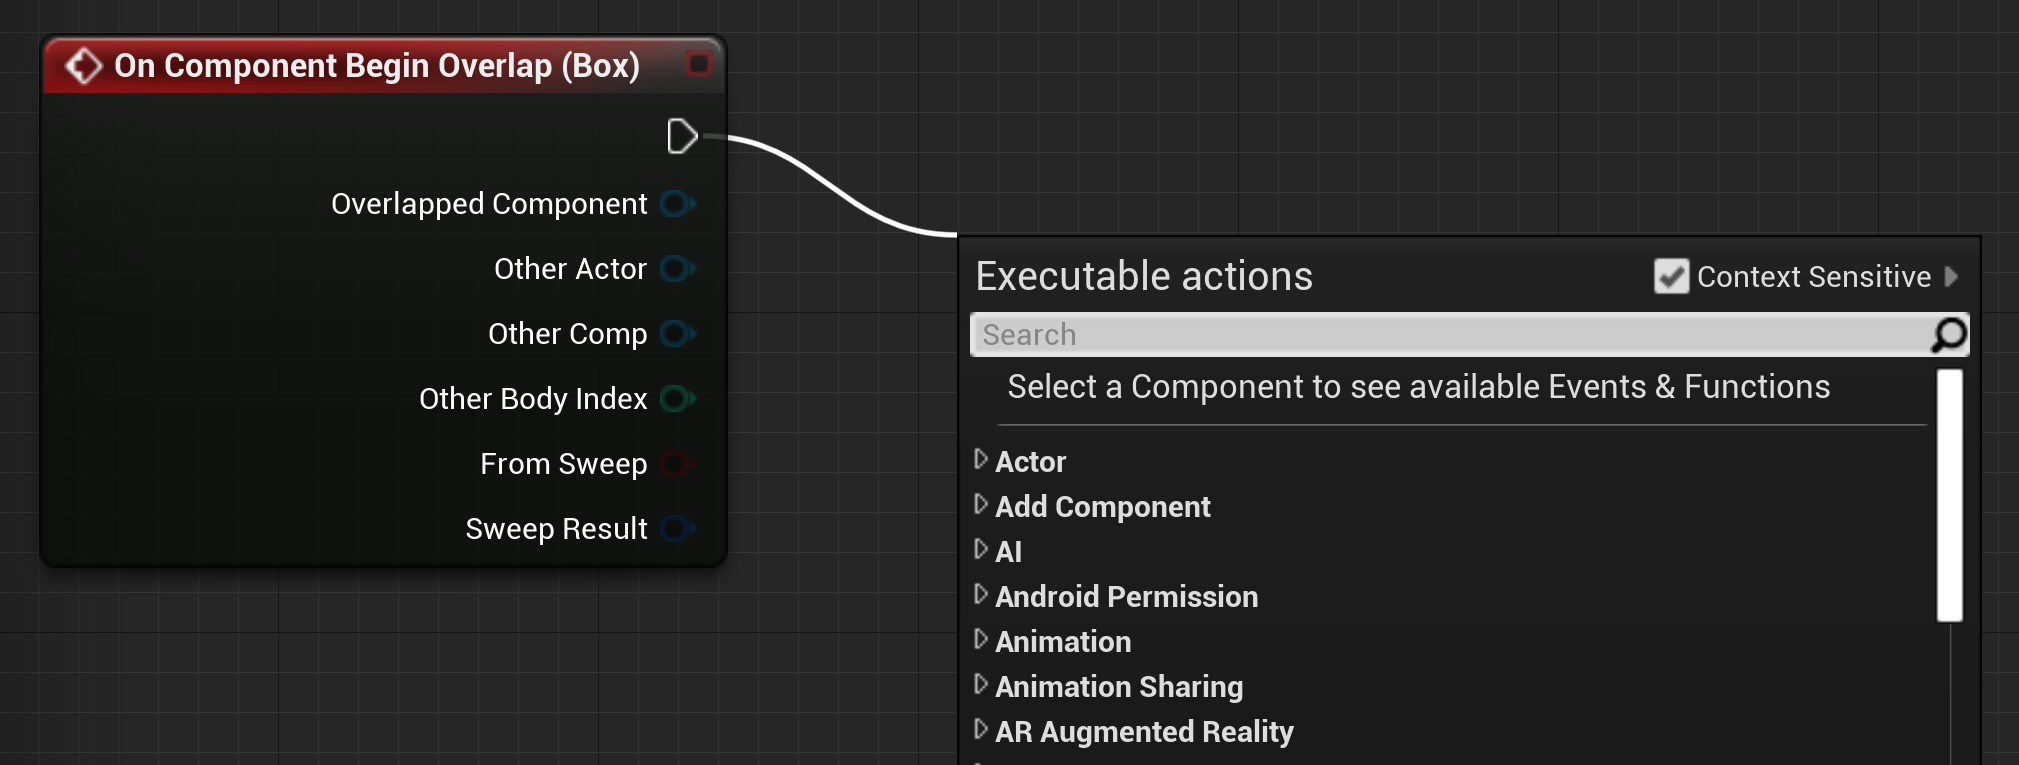 On Component Begin Overlap (Box)
Overlapped Component
Other Actor
Other Comp
Other Body Index
From Sweep
Sweep Result
Executable actions
Context Sensitive
Search
Select a Component to see available Events & Functions
Actor
Add Component
AI
Android Permission
Animation
Animation Sharing
AR Augmented Reality